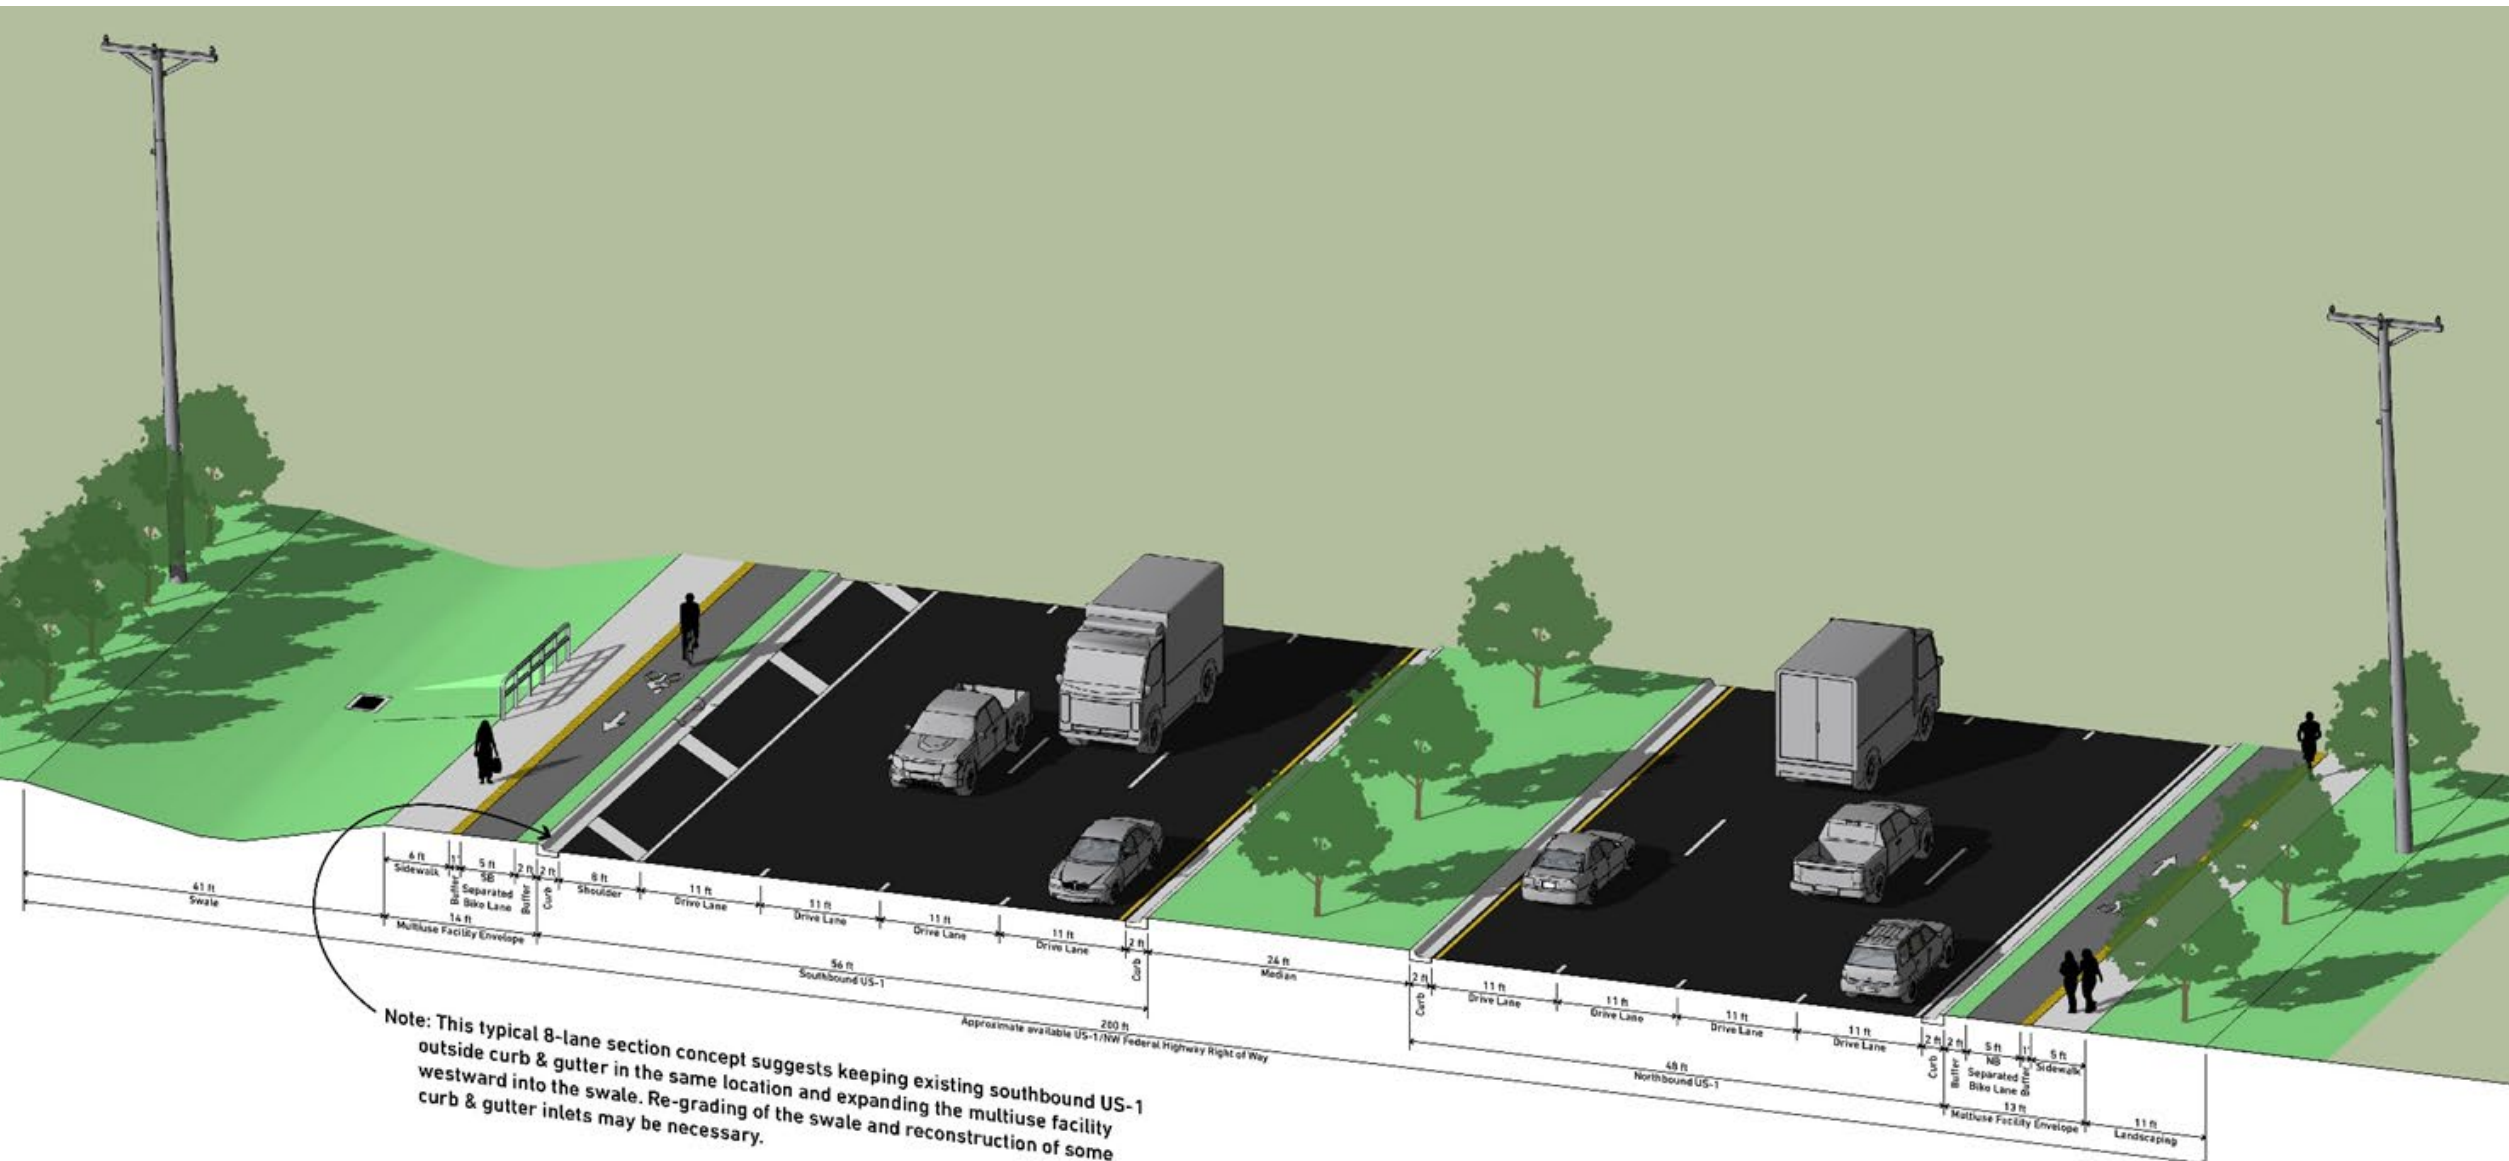 6 ft
Sidewalk
1'
Buffer
5 ft
SB
Separated
Bike Lane
2 ft
Buffer
2 ft
Curb
8 ft
Shoulder
11 ft
Drive Lane
11 ft
Drive Lane
11 ft
Drive Lane
11 ft
Drive Lane
2 ft
Curb
24 ft
Median
2 ft
Curb
11 ft
Drive Lane
11 ft
Drive Lane
11 ft
Drive Lane
11 ft
Drive Lane
2 ft
Curb
2 ft
Buffer
5 ft
NB
Separated
Bike Lane
1'
Buffer
5 ft
Sidewalk
41 ft
Swale
14 ft
Multiuse Facility Envelope
56 ft
Southbound US-1
48 ft
Northbound US-1
13 ft
Multiuse Facility Envelope
11 ft
Landscaping
200 ft
Approximate available US-1/NW Federal Highway Right of Way
Note: This typical 8-lane section concept suggests keeping existing southbound US-1
outside curb & gutter in the same location and expanding the multiuse facility
westward into the swale. Re-grading of the swale and reconstruction of some
curb & gutter inlets may be necessary.